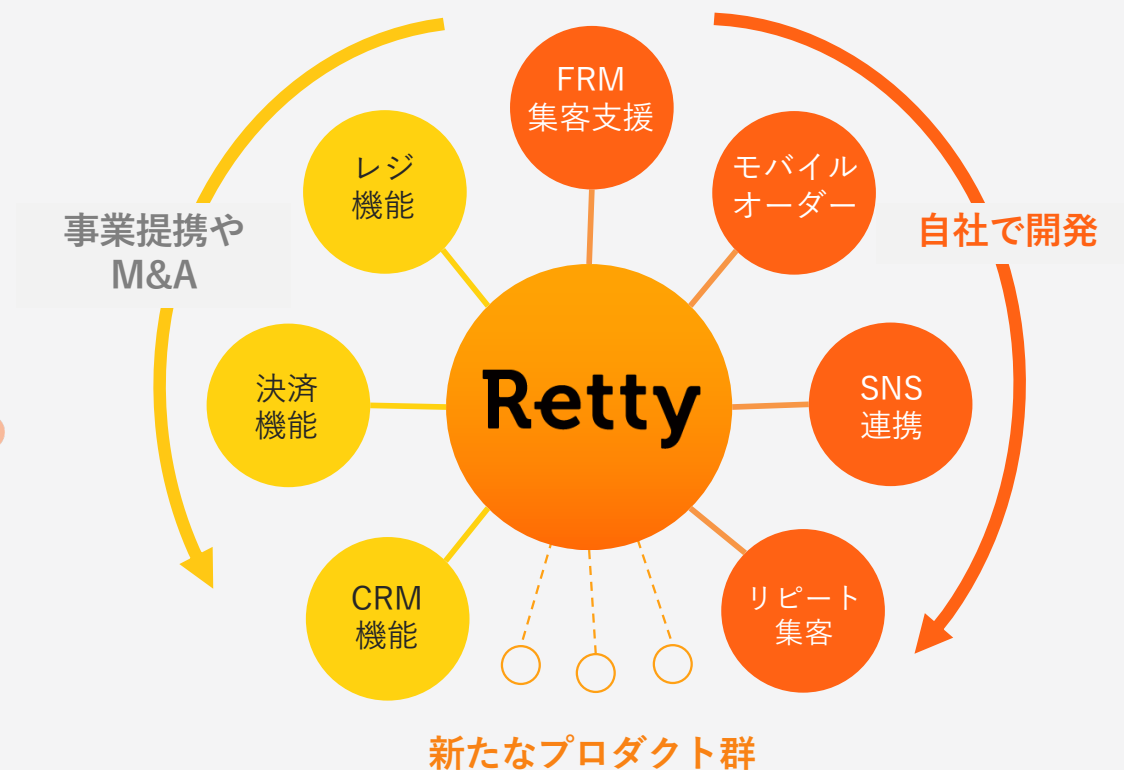 FRM
集客支援
レジ
機能
モバイル
オーダー
事業提携や
M&A
自社で開発
Retty
決済
機能
SNS
連携
CRM
機能
リピート
集客
新たなプロダクト群